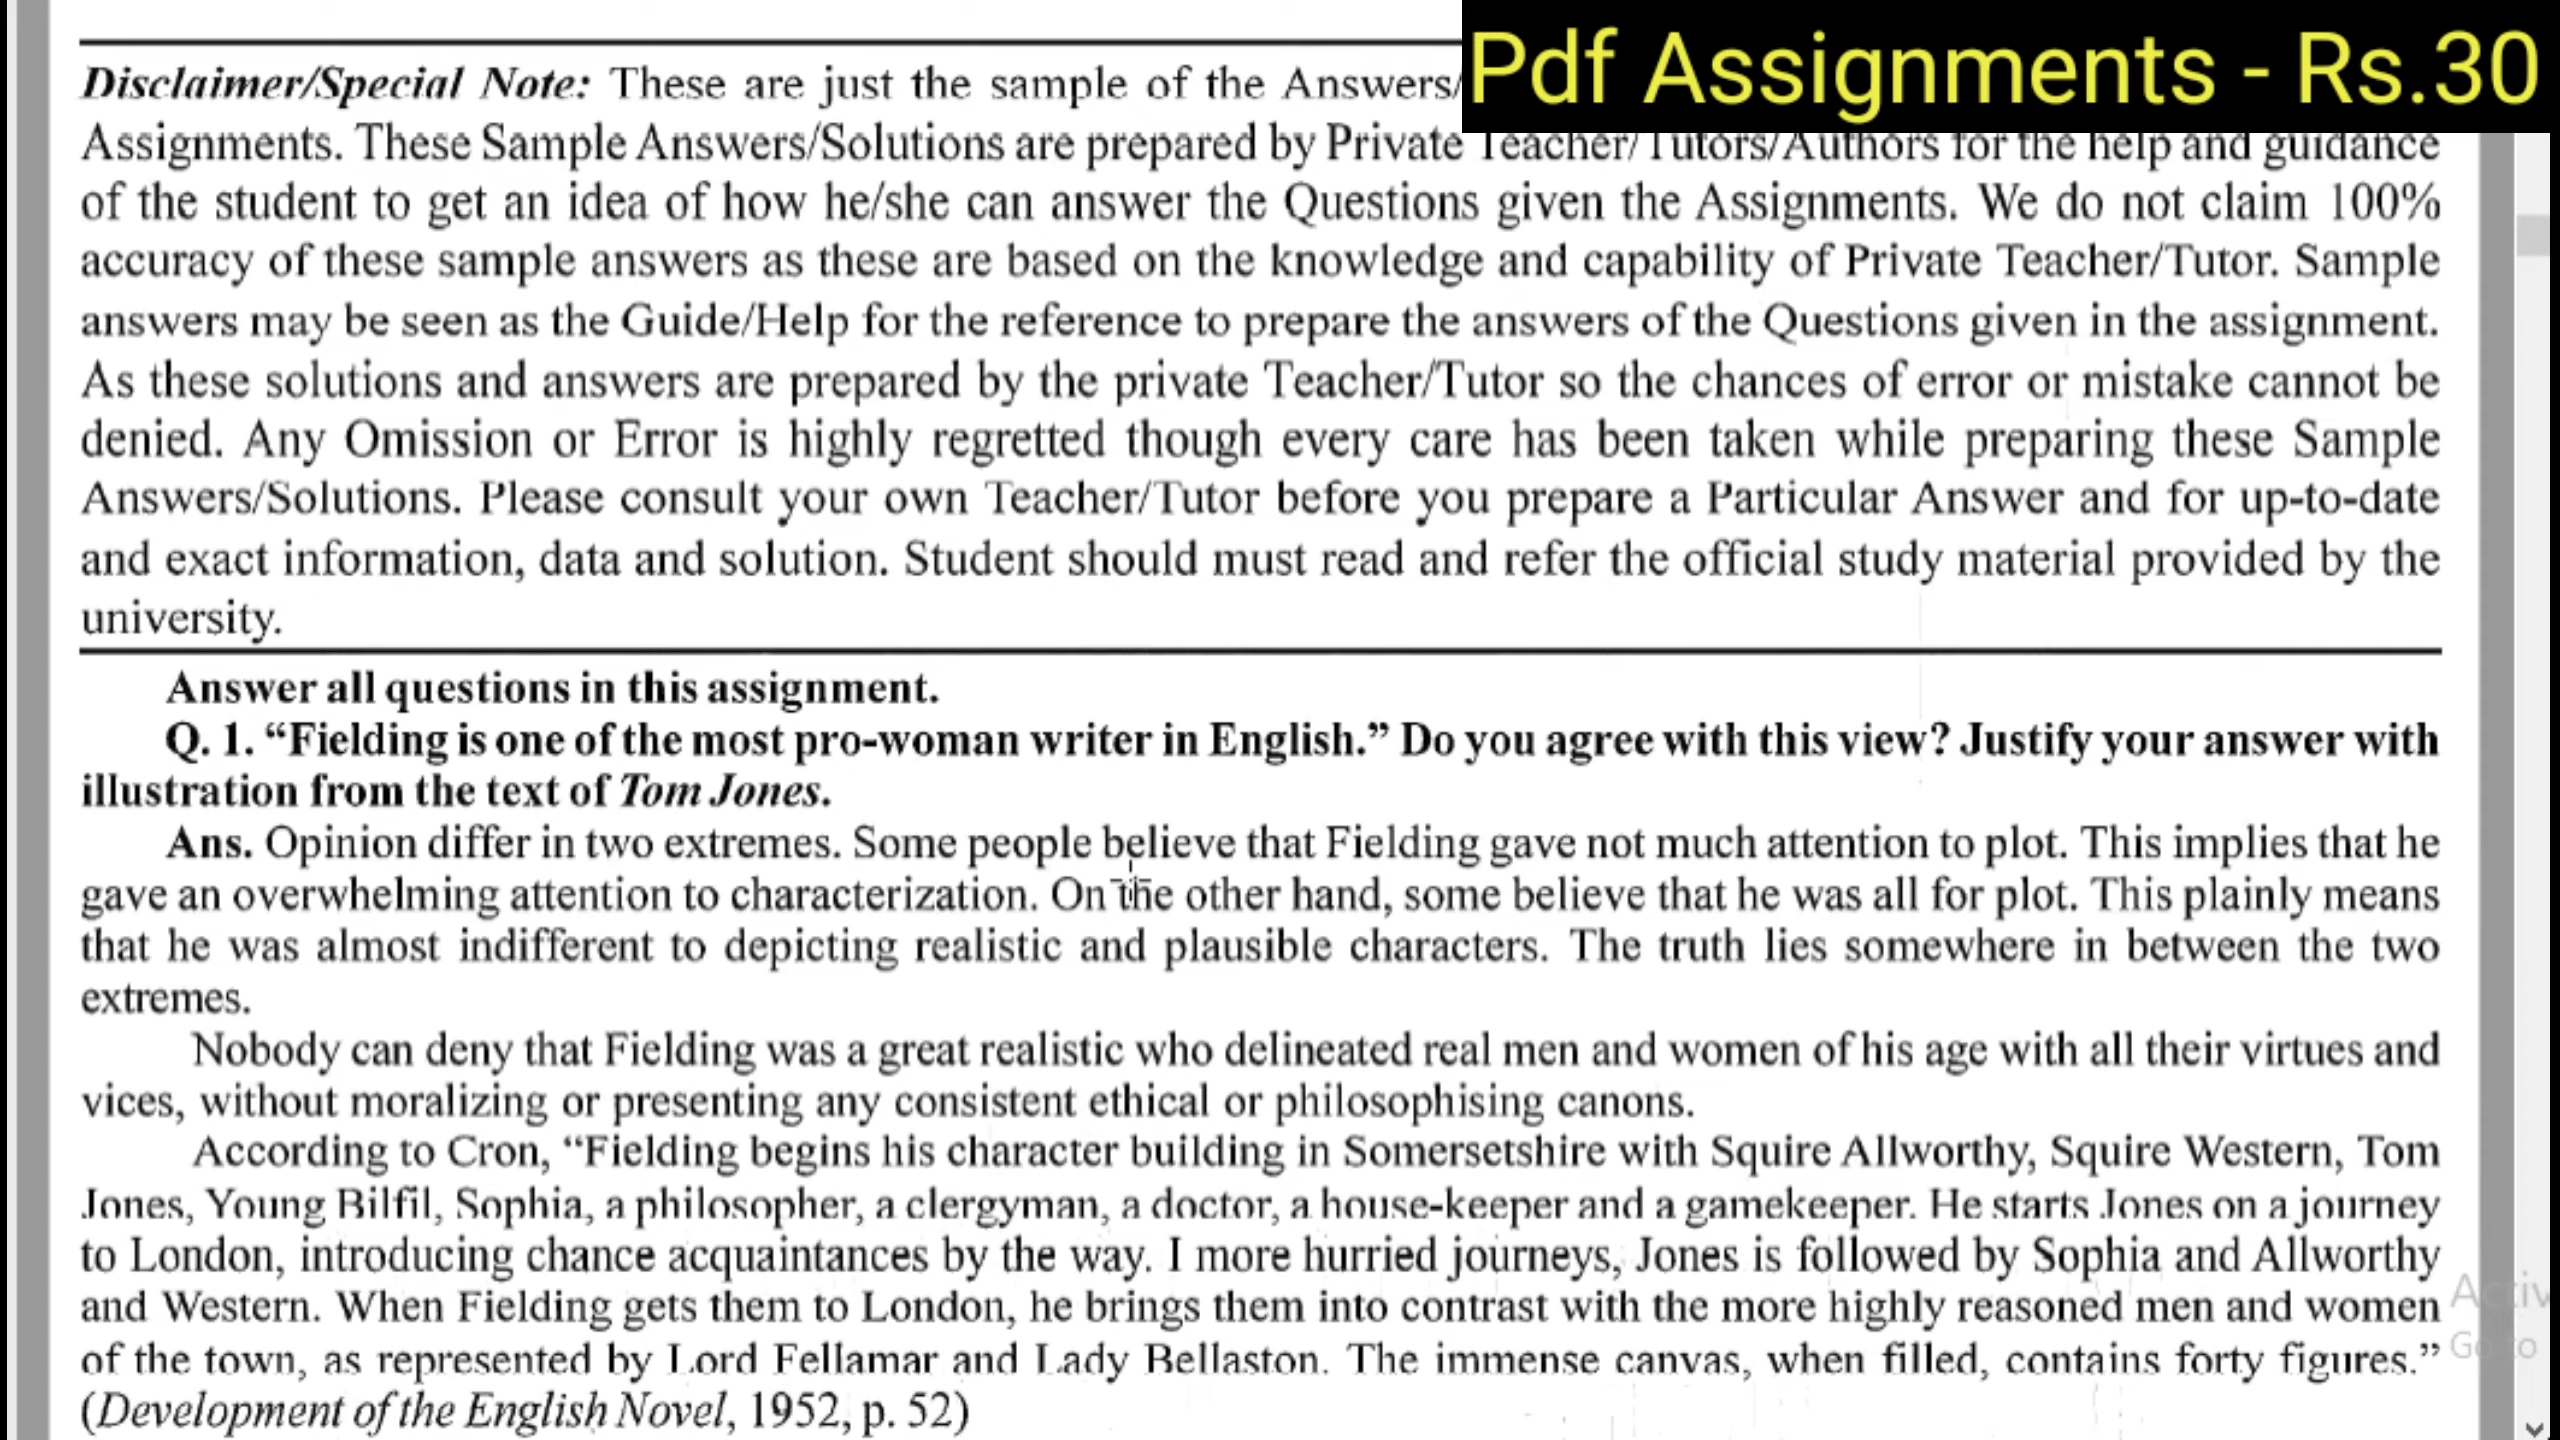 Pdf Assignments - Rs.30
Disclaimer/Special Note: These are just the sample of the Answers/
Assignments. These Sample Answers/Solutions are prepared by Private Teacher/Tutors/Authors for the help and guidance
of the student to get an idea of how he/she can answer the Questions given the Assignments. We do not claim 100%
accuracy of these sample answers as these are based on the knowledge and capability of Private Teacher/Tutor. Sample
answers may be seen as the Guide/Help for the reference to prepare the answers of the Questions given in the assignment.
As these solutions and answers are prepared by the private Teacher/Tutor so the chances of error or mistake cannot be
denied. Any Omission or Error is highly regretted though every care has been taken while preparing these Sample
Answers/Solutions. Please consult your own Teacher/Tutor before you prepare a Particular Answer and for up-to-date
and exact information, data and solution. Student should must read and refer the official study material provided by the
university.
Answer all questions in this assignment.
Q. 1. “Fielding is one of the most pro-woman writer in English.” Do you agree with this view? Justify your answer with
illustration from the text of Tom Jones.
Ans. Opinion differ in two extremes. Some people believe that Fielding gave not much attention to plot. This implies that he
gave an overwhelming attention to characterization. On the other hand, some believe that he was all for plot. This plainly means
that he was almost indifferent to depicting realistic and plausible characters. The truth lies somewhere in between the two
extremes.
Nobody can deny that Fielding was a great realistic who delineated real men and women of his age with all their virtues and
vices, without moralizing or presenting any consistent ethical or philosophising canons.
According to Cron, “Fielding begins his character building in Somersetshire with Squire Allworthy, Squire Western, Tom
Jones, Young Bilfil, Sophia, a philosopher, a clergyman, a doctor, a house-keeper and a gamekeeper. He starts Jones on a journey
to London, introducing chance acquaintances by the way. I more hurried journeys, Jones is followed by Sophia and Allworthy
and Western. When Fielding gets them to London, he brings them into contrast with the more highly reasoned men and women
of the town, as represented by Lord Fellamar and Lady Bellaston. The immense canvas, when filled, contains forty figures.”
(Development of the English Novel, 1952, p. 52)
Activ
Go to